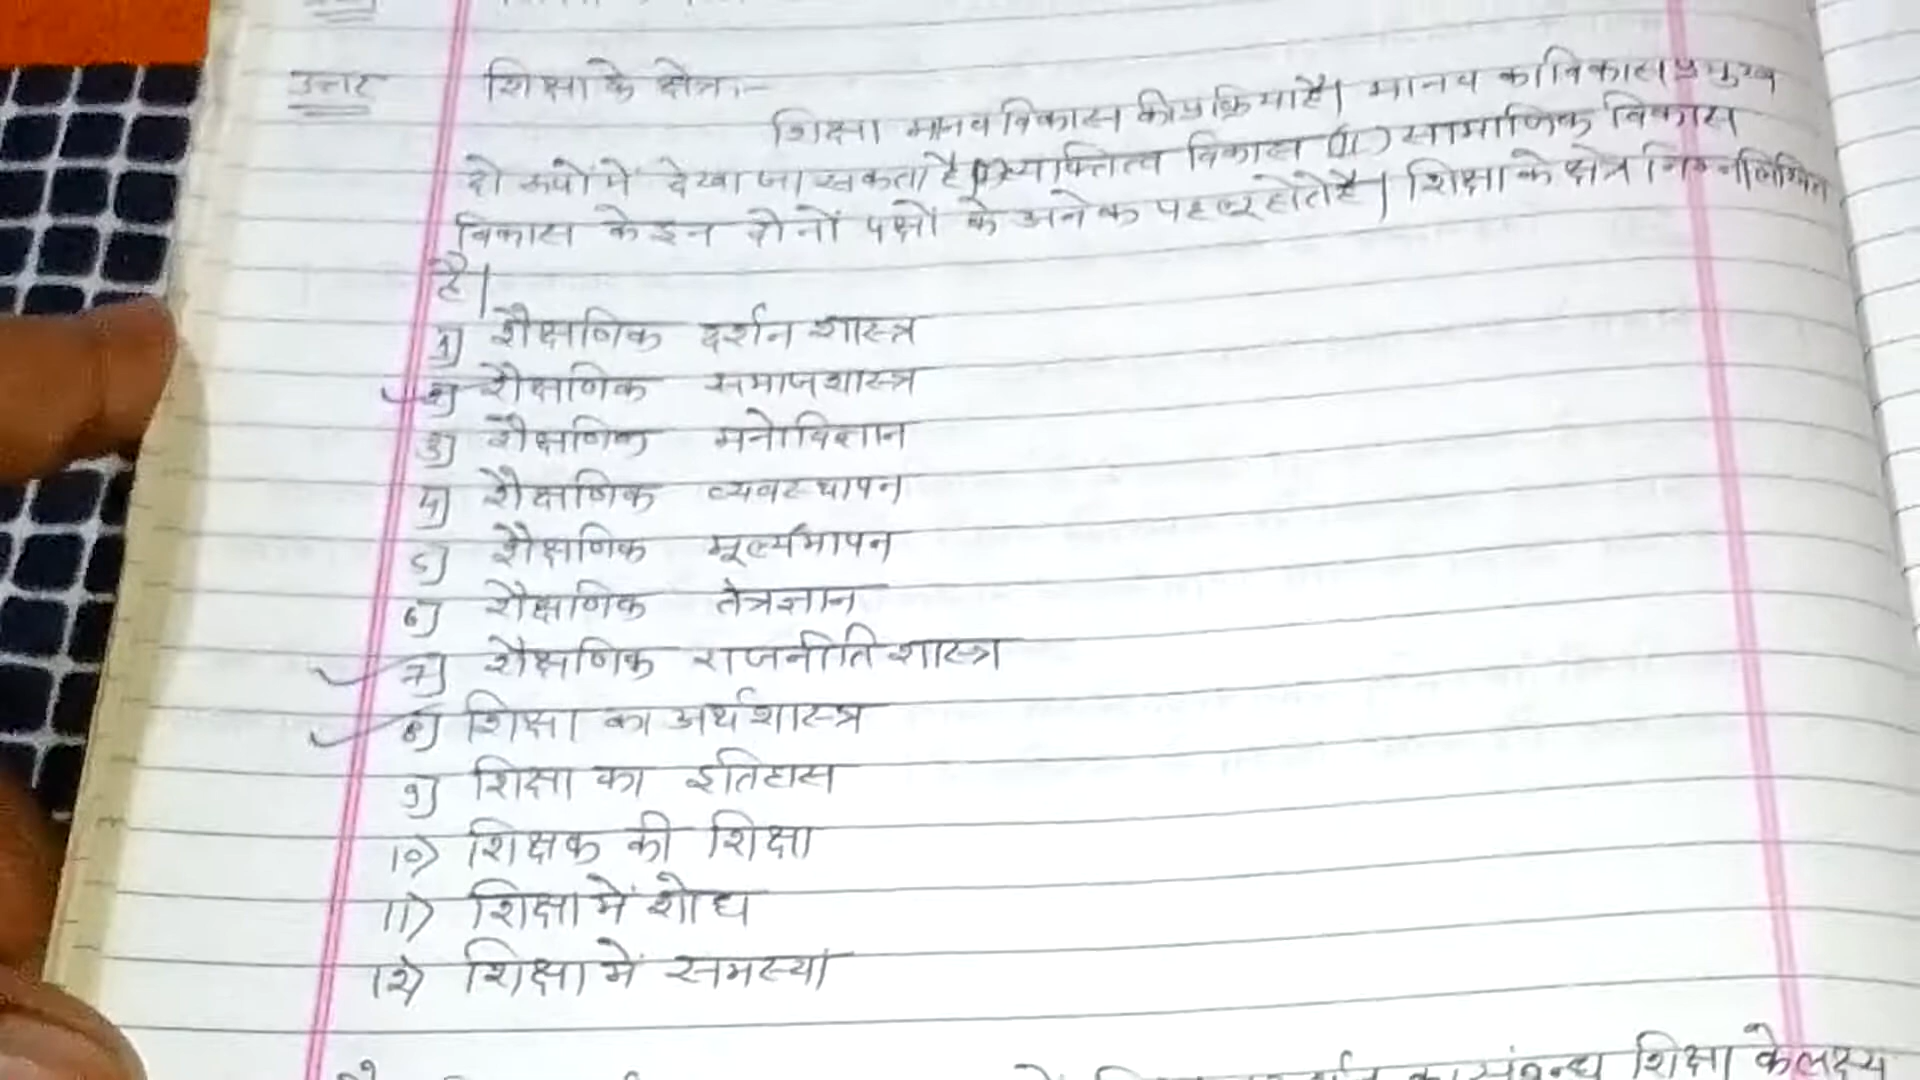 उत्तर शिक्षा के क्षेत्र:-
शिक्षा मानव विकास की प्रक्रिया है। मानव का विकास प्रमुख
दो रूपों में देखा जा सकता है (i) व्यक्तित्व विकास (ii) सामाजिक विकास
विकास के इन दोनों पक्षों के अनेक पहलू होते है। शिक्षा के क्षेत्र निम्नलिखित
है।
1) शैक्षणिक दर्शन शास्त्र
2) शैक्षणिक समाजशास्त्र
3) शैक्षणिक मनोविज्ञान
4) शैक्षणिक व्यवस्थापन
5) शैक्षणिक मूल्यमापन
6) शैक्षणिक तंत्रज्ञान
7) शैक्षणिक राजनीति शास्त्र
8) शिक्षा का अर्थशास्त्र
9) शिक्षा का इतिहास
10) शिक्षक की शिक्षा
11) शिक्षा में शोध
12) शिक्षा में समस्या
का संबन्ध शिक्षा के लक्ष्य